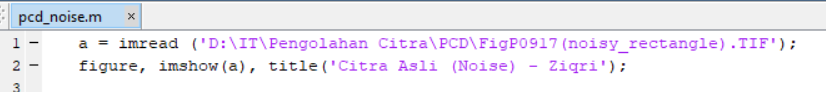 pcd_noise.m ×
1 − a = imread ('D:\IT\Pengolahan Citra\PCD\FigP0917(noisy_rectangle).TIF');
2 − figure, imshow(a), title('Citra Asli (Noise) - Ziqri');
3